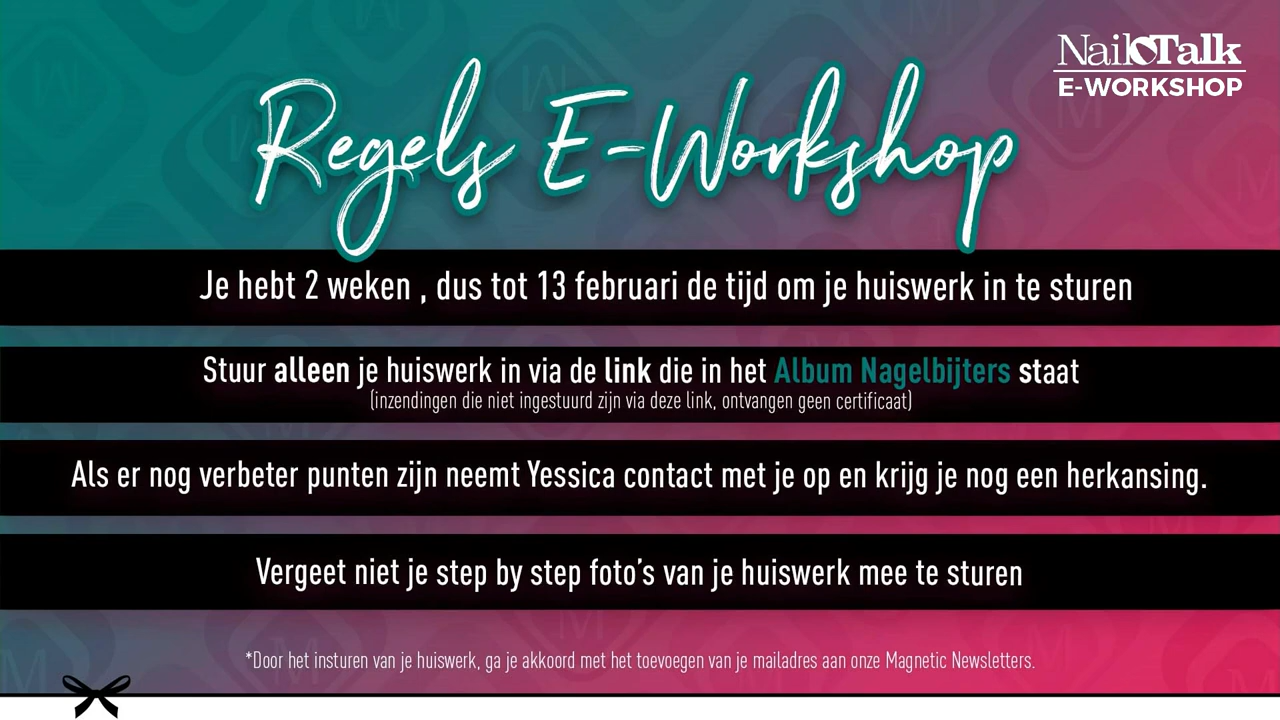 Nail Talk
E-WORKSHOP
Regels E-Workshop
Je hebt 2 weken , dus tot 13 februari de tijd om je huiswerk in te sturen
Stuur alleen je huiswerk in via de link die in het Album Nagelbijters staat
(inzendingen die niet ingestuurd zijn via deze link, ontvangen geen certificaat)
Als er nog verbeter punten zijn neemt Yessica contact met je op en krijg je nog een herkansing.
Vergeet niet je step by step foto's van je huiswerk mee te sturen
*Door het insturen van je huiswerk, ga je akkoord met het toevoegen van je mailadres aan onze Magnetic Newsletters.